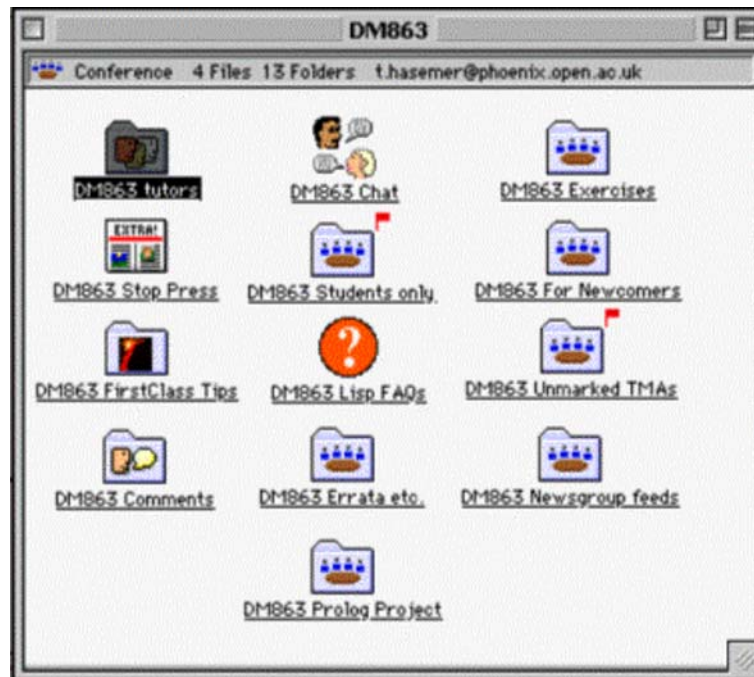 DM863
Conference 4 Files 13 Folders t.hasemer@phoenix.open.ac.uk
DM863 tutors DM863 Chat DM863 Exercises
EXTRA!
DM863 Stop Press DM863 Students only DM863 For Newcomers
?
DM863 FirstClass Tips DM863 Lisp FAQs DM863 Unmarked TMAs
DM863 Comments DM863 Errata etc. DM863 Newsgroup feeds
DM863 Prolog Project